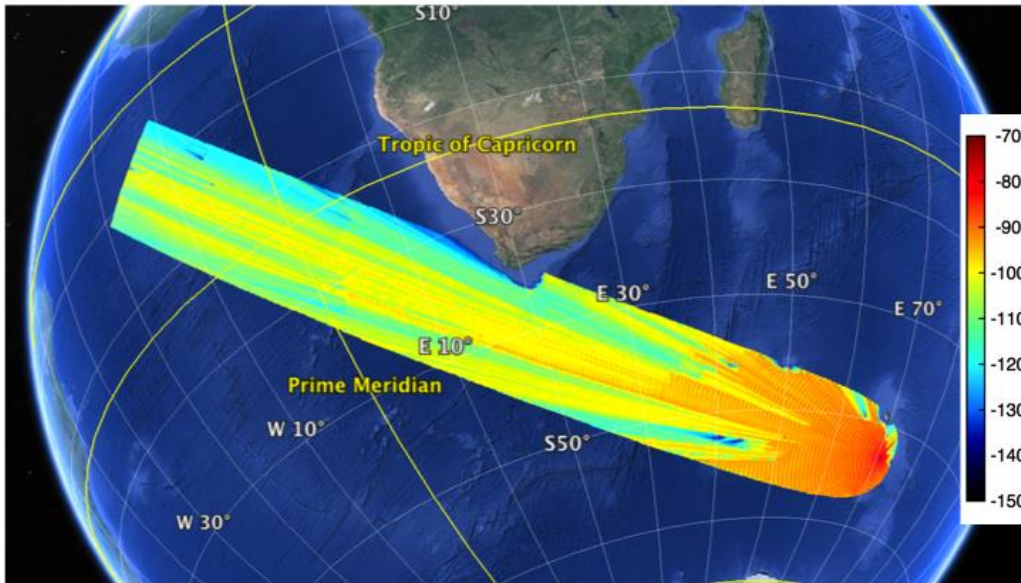 S10°
Tropic of Capricorn
S30°
E 50°
E 30°
E 70°
E 10°
Prime Meridian
W 10°
S50°
W 30°
-70
-80
-90
-100
-110
-120
-130
-140
-150